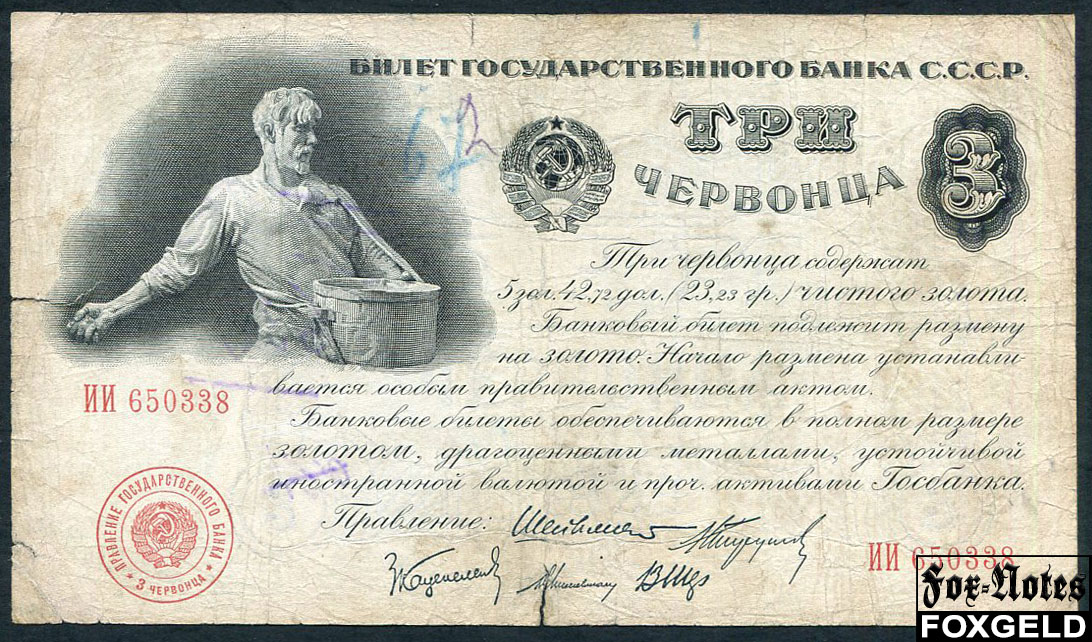 БИЛЕТ ГОСУДАРСТВЕННОГО БАНКА С.С.С.Р.
ТРИ
ЧЕРВОНЦА
3
Три червонца содержат
5 зол. 42,72 дол. (23,23 гр.) чистого золота.
Банковый билет подлежит размену
на золото. Начало размена устанавли-
вается особым правительственным актом.
Банковые билеты обеспечиваются в полном размере
золотом, драгоценными металлами, устойчивой
иностранной валютой и проч. активами Госбанка.
Правление:
ИИ 650338
ПРАВЛЕНИЕ ГОСУДАРСТВЕННОГО БАНКА
3 ЧЕРВОНЦА
ИИ 650338
Fox-Notes
FOXGELD